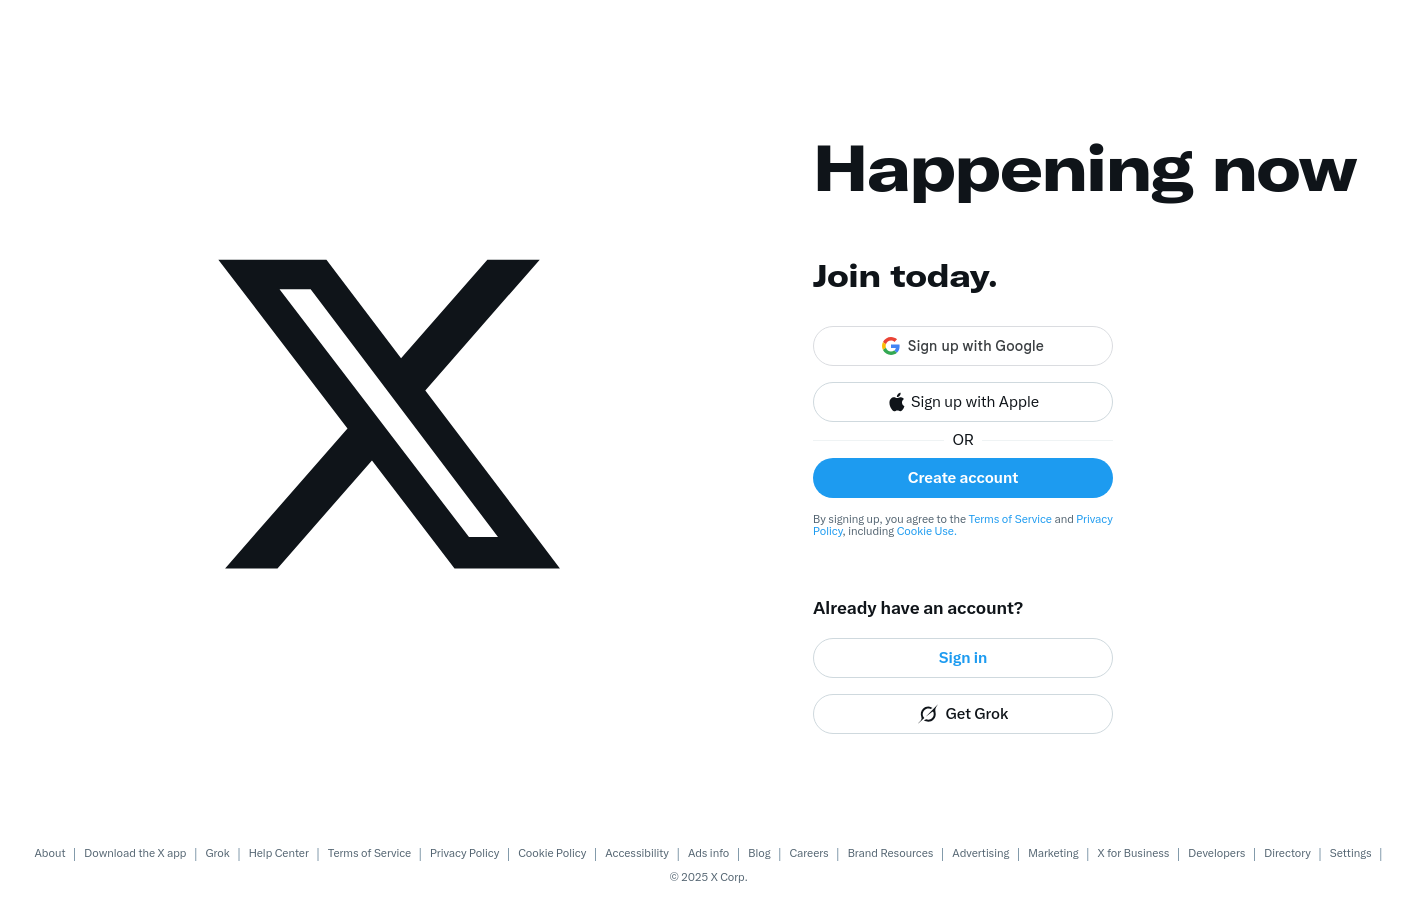 Happening now
Join today.
Sign up with Google
Sign up with Apple
OR
Create account
By signing up, you agree to the Terms of Service and Privacy
Policy, including Cookie Use.
Already have an account?
Sign in
Get Grok
About | Download the X app | Grok | Help Center | Terms of Service | Privacy Policy | Cookie Policy | Accessibility | Ads info | Blog | Careers | Brand Resources | Advertising | Marketing | X for Business | Developers | Directory | Settings |
© 2025 X Corp.